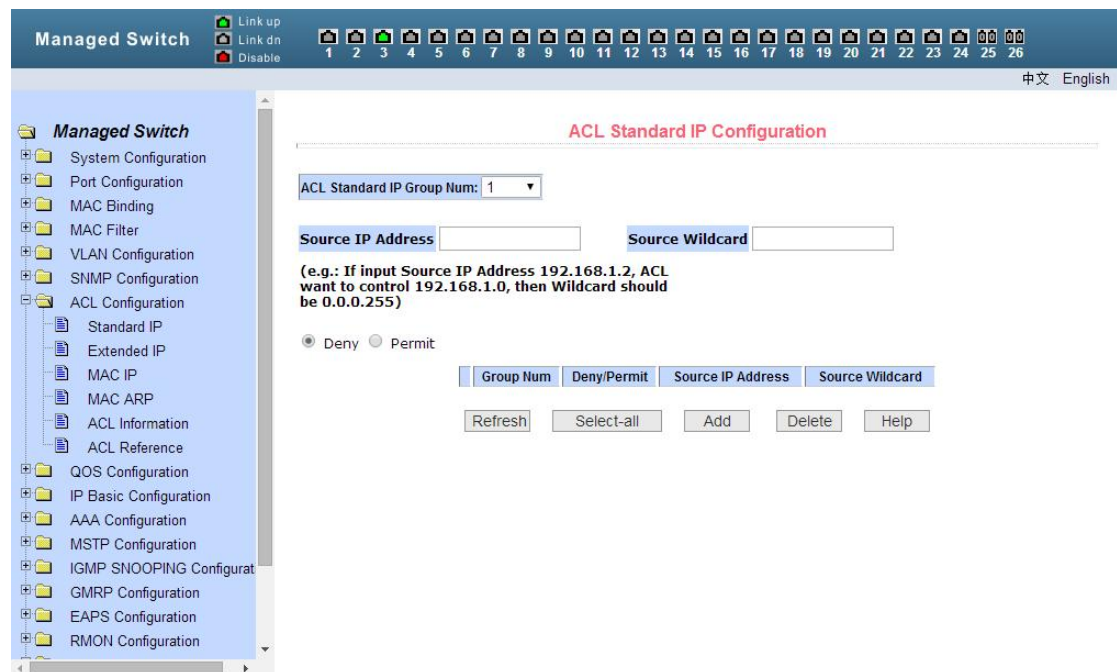 Managed Switch
Link up
Link dn
Disable
1 2 3 4 5 6 7 8 9 10 11 12 13 14 15 16 17 18 19 20 21 22 23 24 25 26
中文 English
Managed Switch
System Configuration
Port Configuration
MAC Binding
MAC Filter
VLAN Configuration
SNMP Configuration
ACL Configuration
Standard IP
Extended IP
MAC IP
MAC ARP
ACL Information
ACL Reference
QOS Configuration
IP Basic Configuration
AAA Configuration
MSTP Configuration
IGMP SNOOPING Configurat
GMRP Configuration
EAPS Configuration
RMON Configuration
ACL Standard IP Configuration
ACL Standard IP Group Num: 1
Source IP Address Source Wildcard
(e.g.: If input Source IP Address 192.168.1.2, ACL
want to control 192.168.1.0, then Wildcard should
be 0.0.0.255)
Deny Permit
Group Num Deny/Permit Source IP Address Source Wildcard
Refresh Select-all Add Delete Help